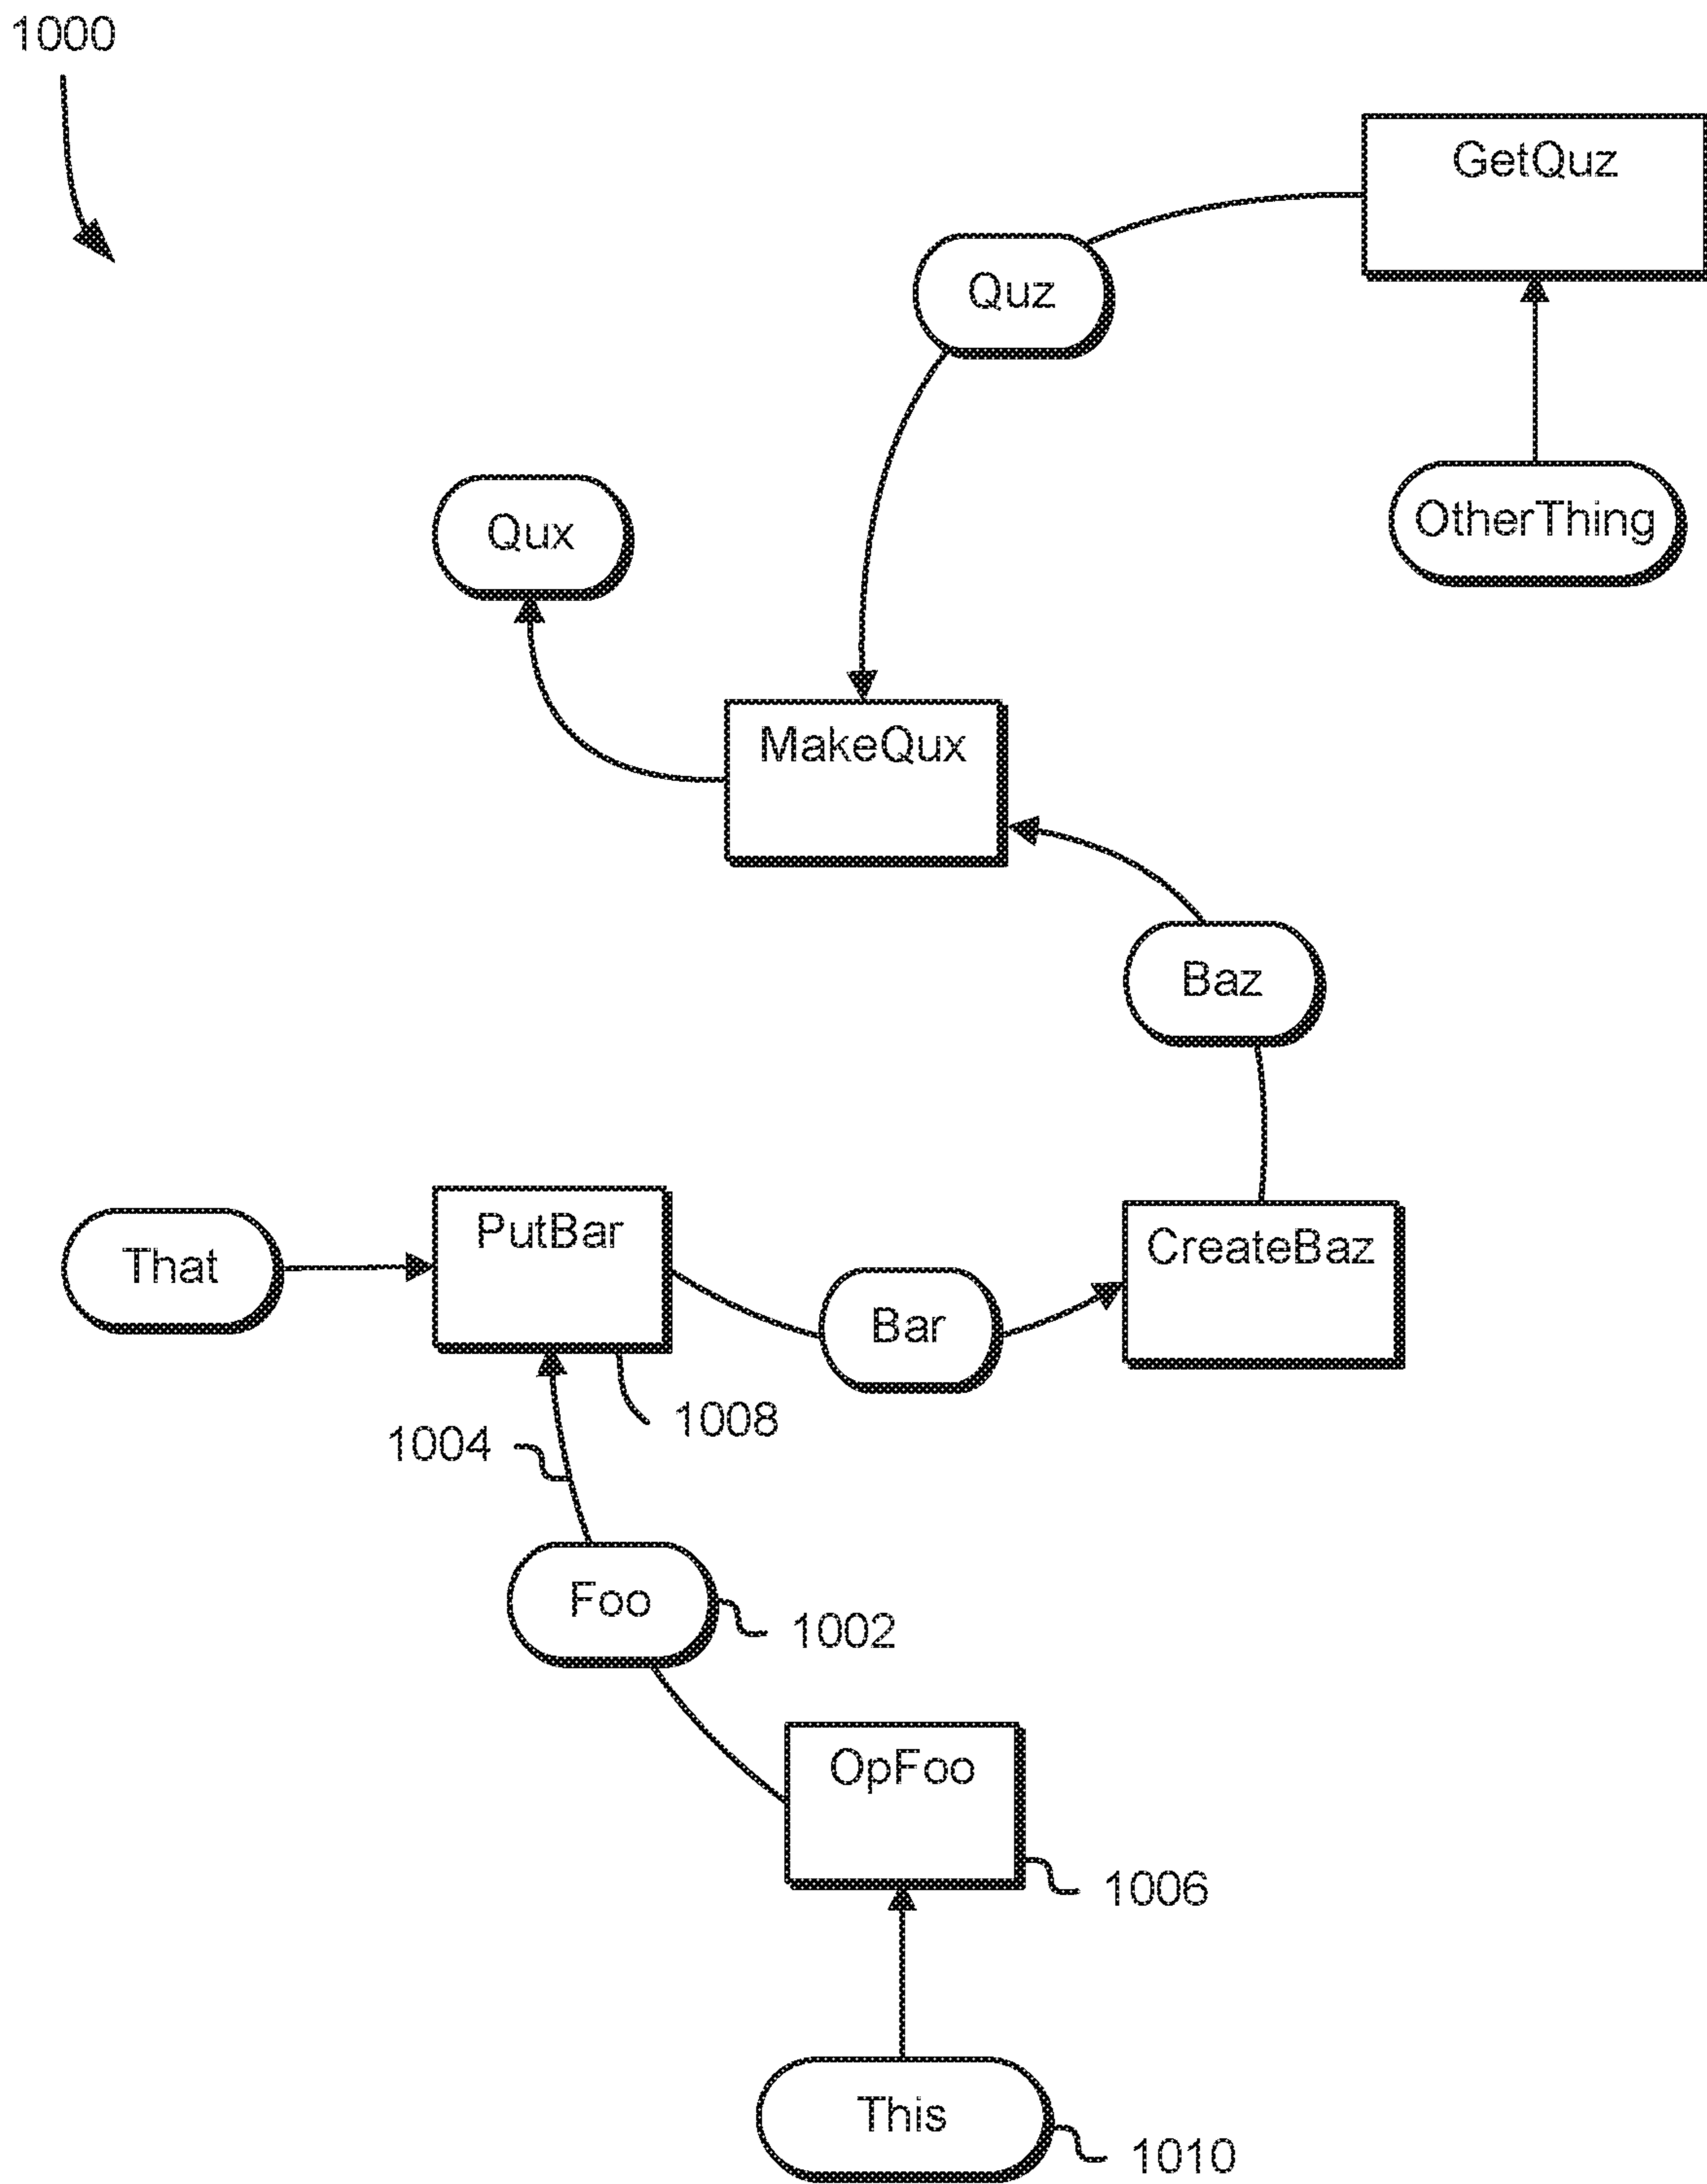 1000
GetQuz
Quz
OtherThing
Qux
MakeQux
Baz
PutBar
CreateBaz
That
Bar
1008
1004
Foo
1002
OpFoo
1006
This
1010